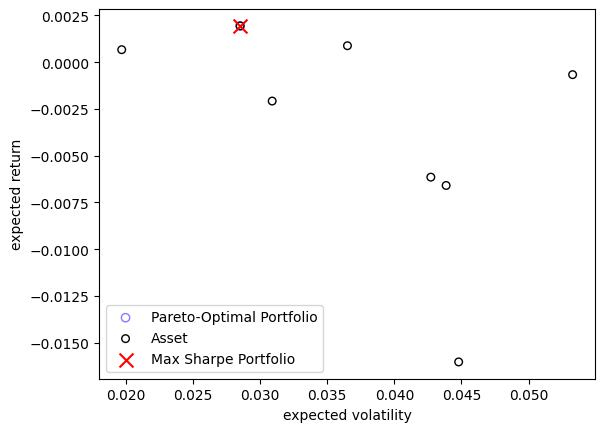 0.0025
0.0000
−0.0025
−0.0050
−0.0075
−0.0100
−0.0125
−0.0150
expected return
Pareto-Optimal Portfolio
Asset
Max Sharpe Portfolio
0.020 0.025 0.030 0.035 0.040 0.045 0.050
expected volatility